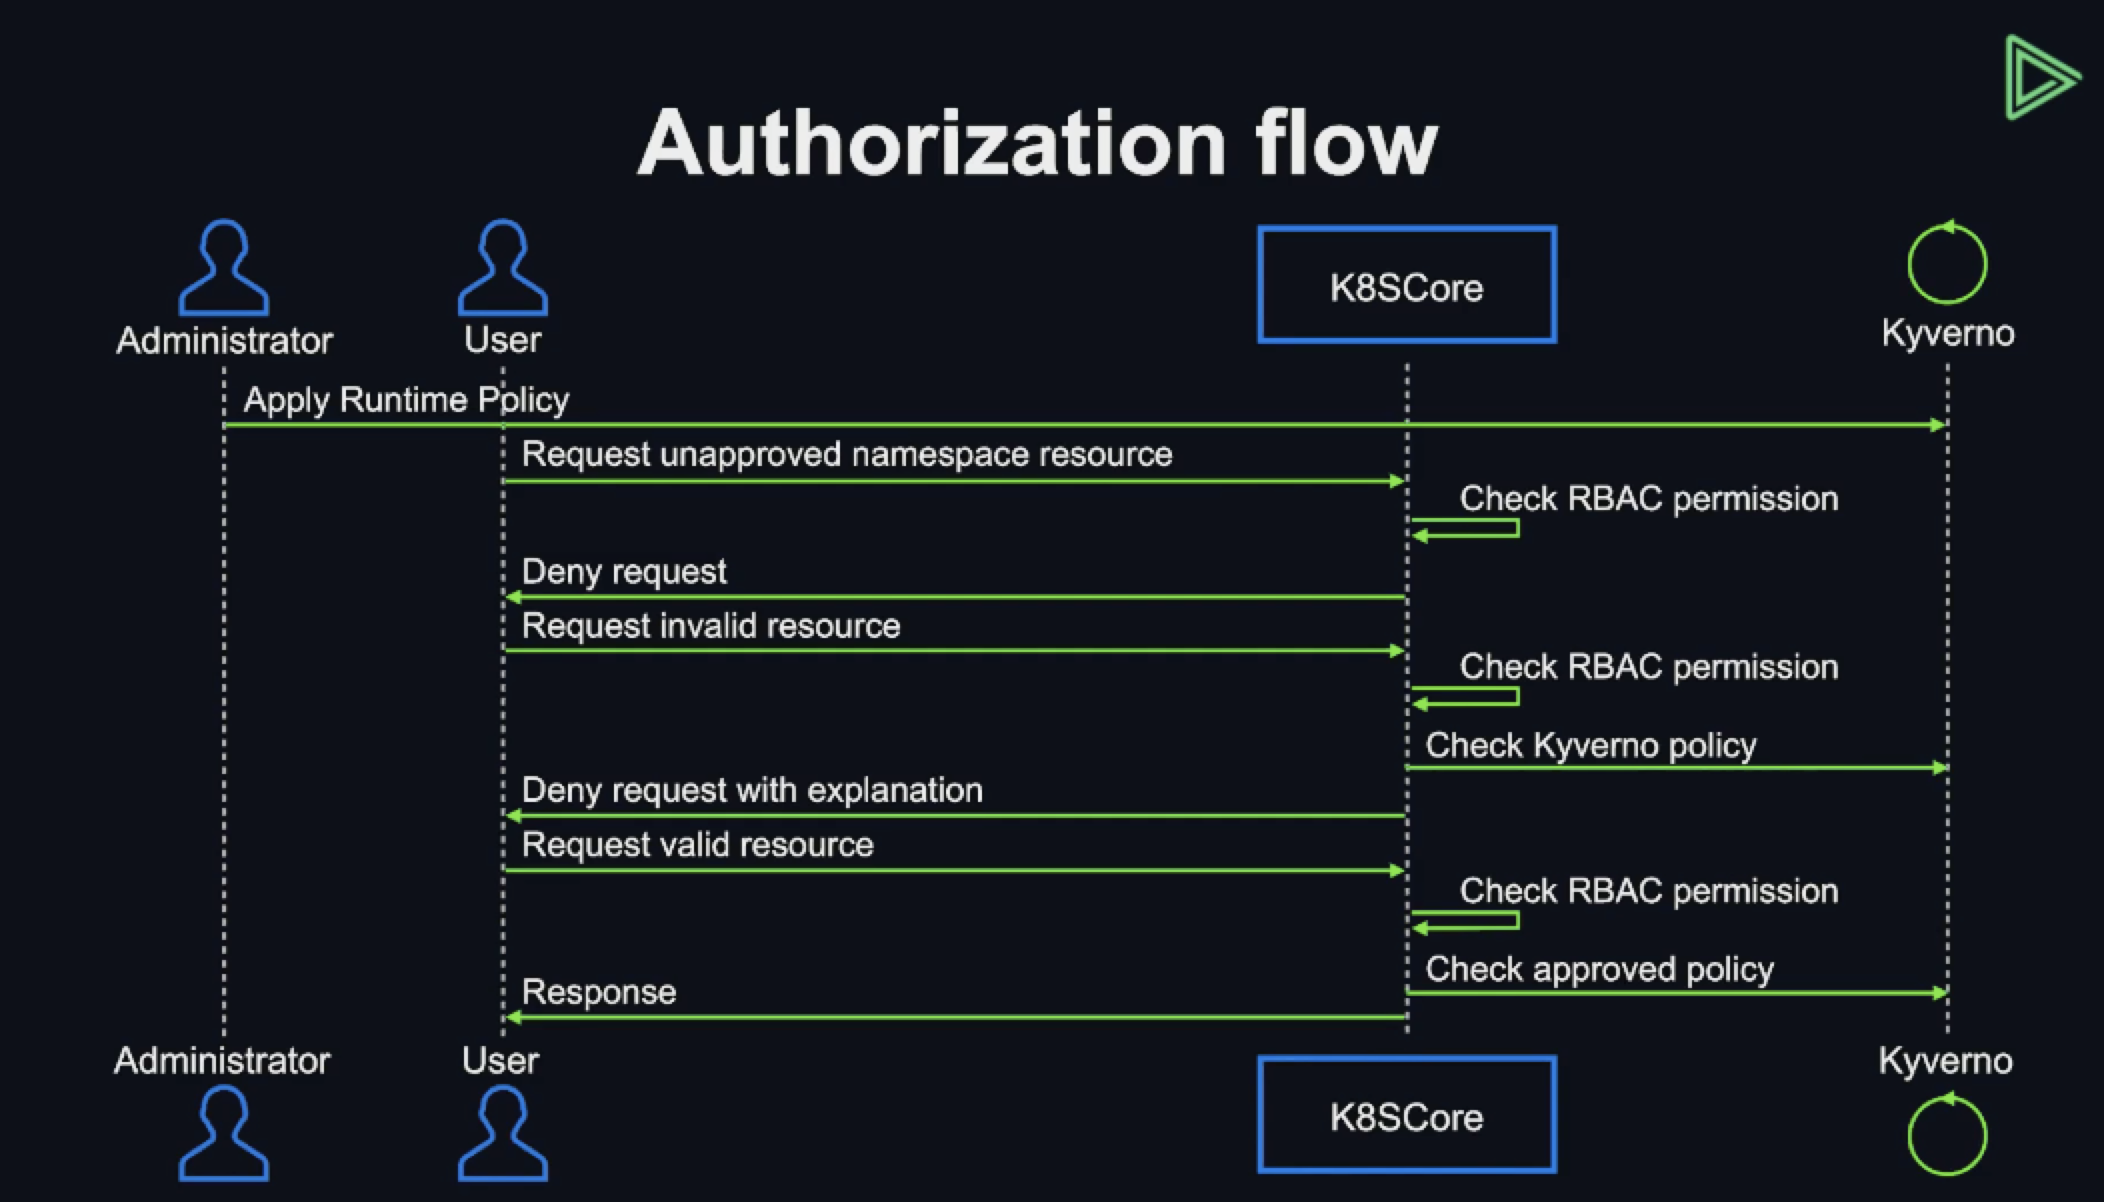 Authorization flow
Administrator
User
K8SCore
Kyverno
Apply Runtime Policy
Request unapproved namespace resource
Check RBAC permission
Deny request
Request invalid resource
Check RBAC permission
Check Kyverno policy
Deny request with explanation
Request valid resource
Check RBAC permission
Check approved policy
Response
Administrator
User
K8SCore
Kyverno